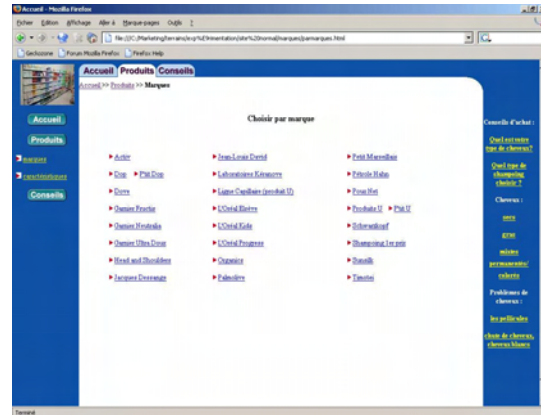 Accueil - Mozilla Firefox
Fichier Edition Affichage Aller à Marque-pages Outils ?
Geckozone Forum Mozilla Firefox Firefox Help
Accueil Produits Conseils
Accueil >> Produits >> Marques
Accueil
Produits
marques
caractéristiques
Conseils
Choisir par marque
Activ Jean-Louis David Petit Marseillais
Dop P'tit Dop Laboratoires Kéranove Pétrole Hahn
Dove Ligne Capillaire (produit U) Pouss Net
Garnier Fructis L'Oréal Elsève Produits U P'tit U
Garnier Neutralia L'Oréal Kids Schwarzkopf
Garnier Ultra Doux L'Oréal Progress Shampooing 1er prix
Head and Shoulders Organics Sunsilk
Jacques Dessange Palmolive Timotei
Conseils d'achat :
Quel est votre
type de cheveux?
Quel type de
shampoing
choisir ?
Cheveux :
secs
gras
mixtes
permanentés/
colorés
Problèmes de
cheveux :
les pellicules
chute de cheveux,
cheveux blancs
Terminé